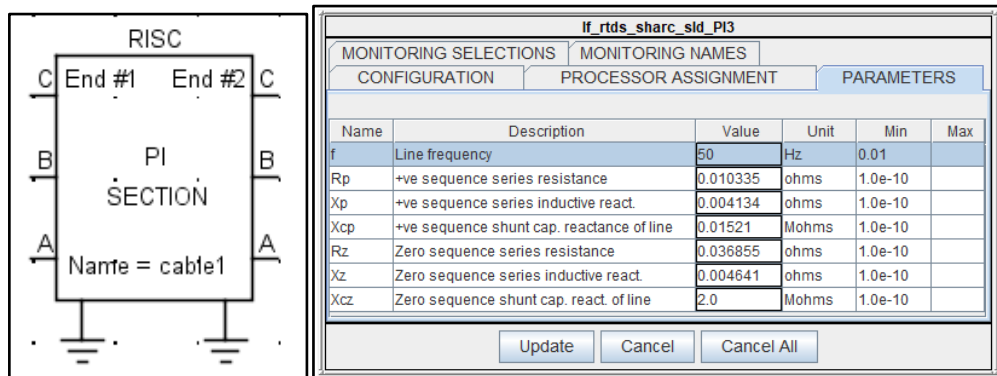 RISC
C End #1 End #2 C
B PI B
SECTION
A A
Name = cable1
lf_rtds_sharc_sld_PI3
MONITORING SELECTIONS MONITORING NAMES
CONFIGURATION PROCESSOR ASSIGNMENT PARAMETERS
Name Description Value Unit Min Max
f Line frequency 50 Hz 0.01
Rp +ve sequence series resistance 0.010335 ohms 1.0e-10
Xp +ve sequence series inductive react. 0.004134 ohms 1.0e-10
Xcp +ve sequence shunt cap. reactance of line 0.01521 Mohms 1.0e-10
Rz Zero sequence series resistance 0.036855 ohms 1.0e-10
Xz Zero sequence series inductive react. 0.004641 ohms 1.0e-10
Xcz Zero sequence shunt cap. react. of line 2.0 Mohms 1.0e-10
Update Cancel Cancel All